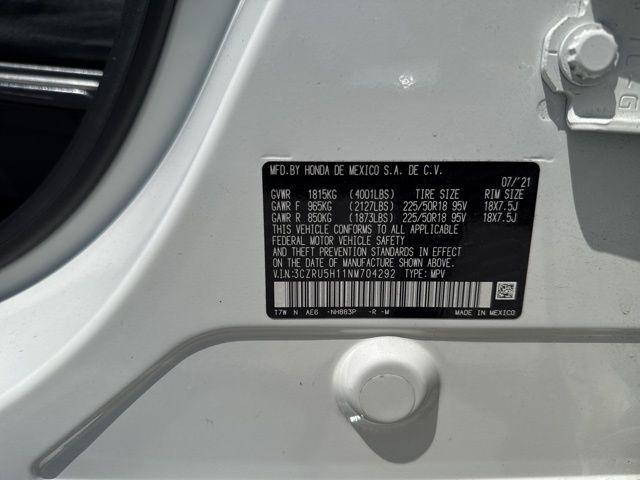 MFD.BY HONDA DE MEXICO S.A. DE C.V.
07/'21
GVWR 1815KG (4001LBS) TIRE SIZE RIM SIZE
GAWR F 965KG (2127LBS) 225/50R18 95V 18X7.5J
GAWR R 850KG (1873LBS) 225/50R18 95V 18X7.5J
THIS VEHICLE CONFORMS TO ALL APPLICABLE
FEDERAL MOTOR VEHICLE SAFETY
AND THEFT PREVENTION STANDARDS IN EFFECT ON THE
DATE OF MANUFACTURE SHOWN ABOVE.
V.I.N:3CZRU5H11NM704292 TYPE: MPV
T7W N AE6 -NH883P -R -M MADE IN MEXICO